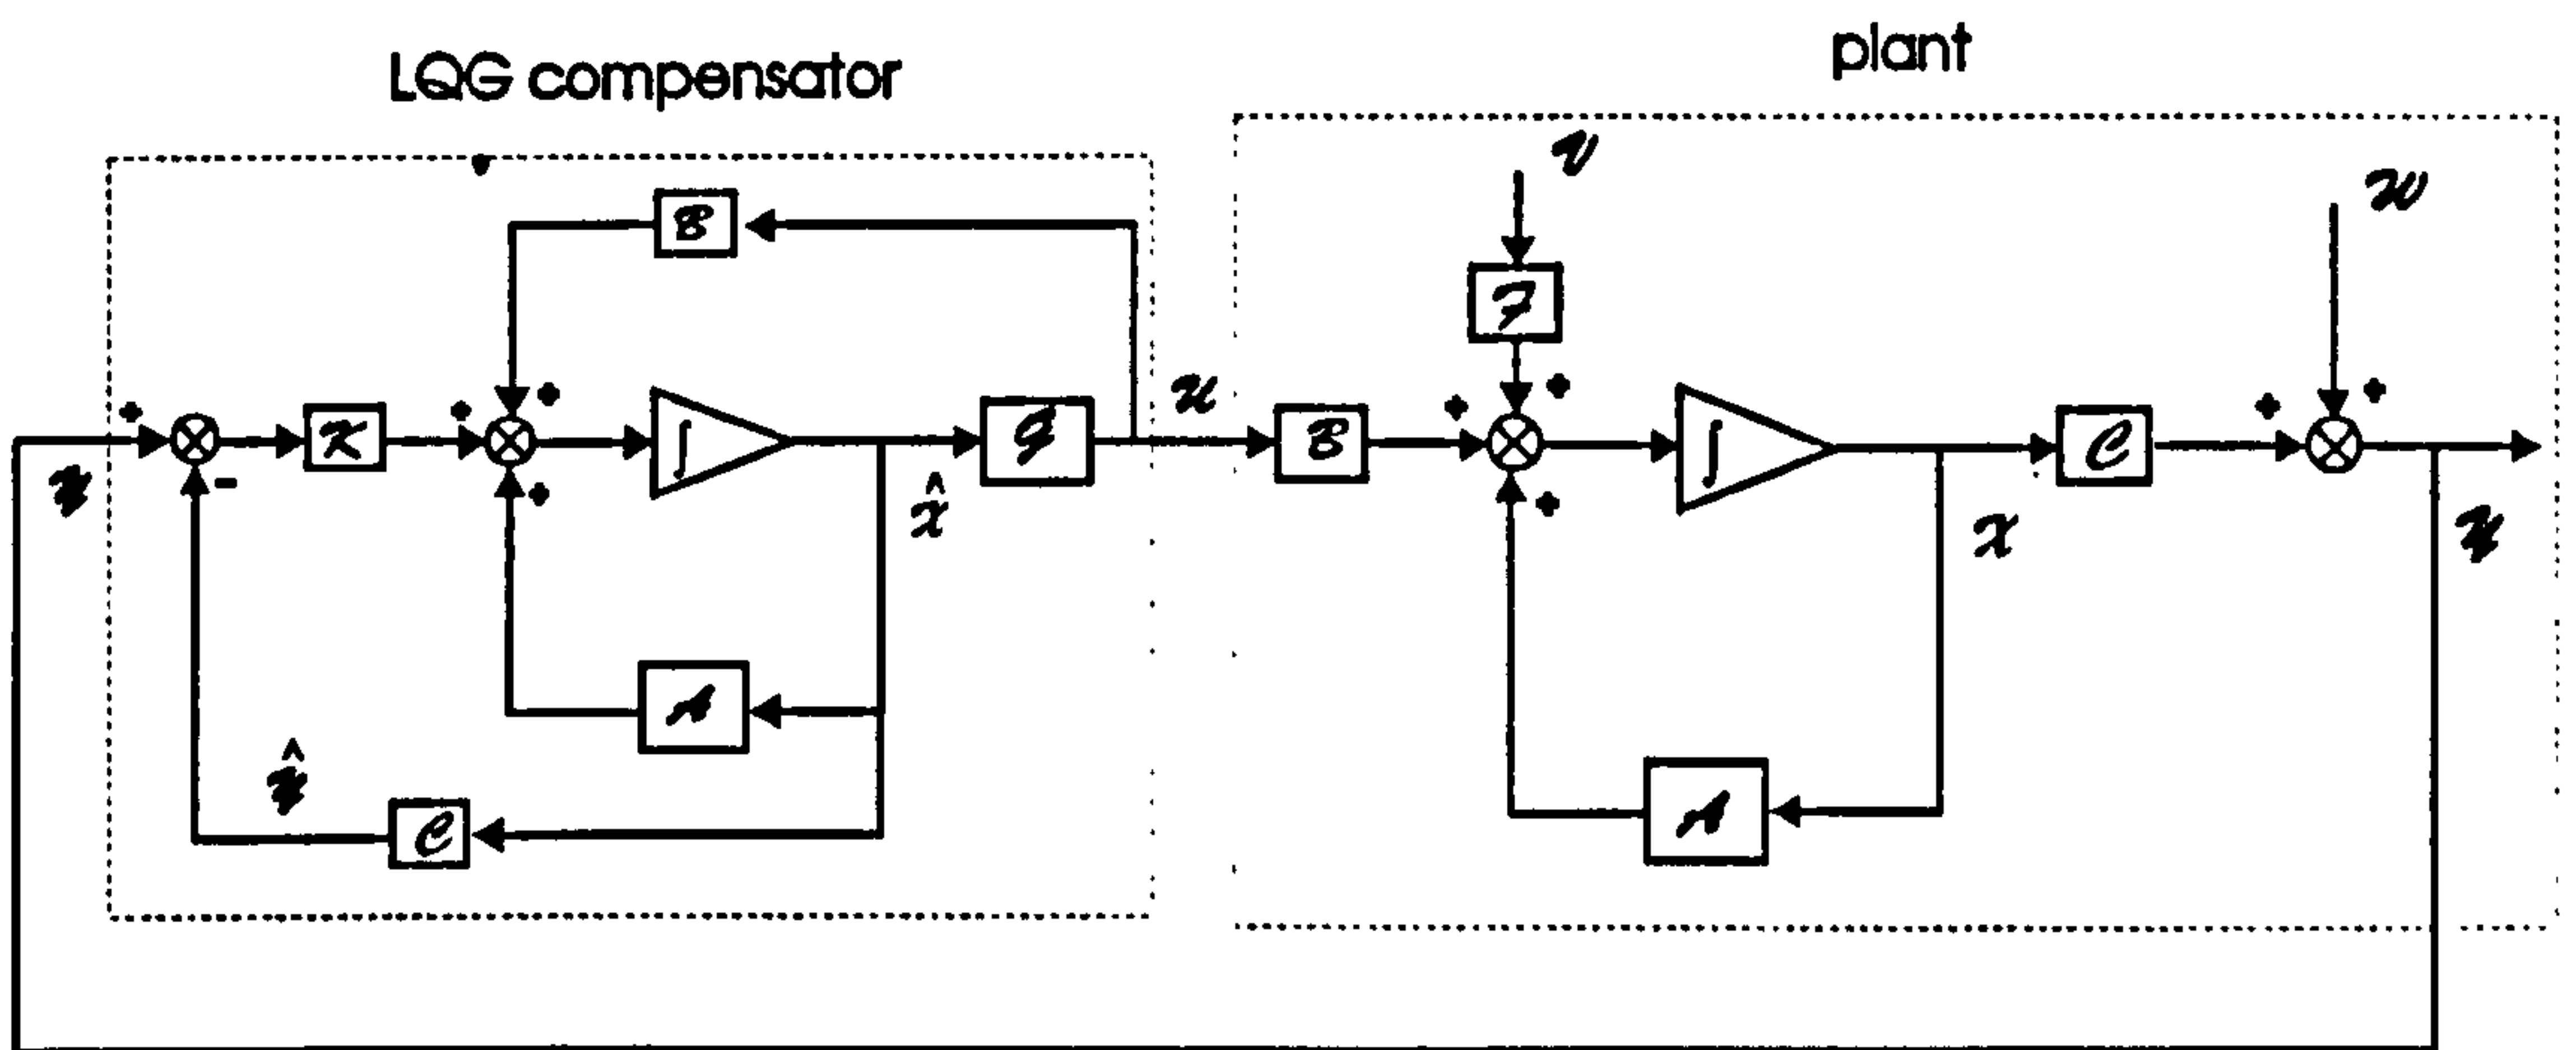 LQG compensator
plant
V
W
B
F
+
+
+
+
+
+
+
K
∫
G
u
B
∫
C
y
-
+
x̂
+
x
y
A
ŷ
A
C